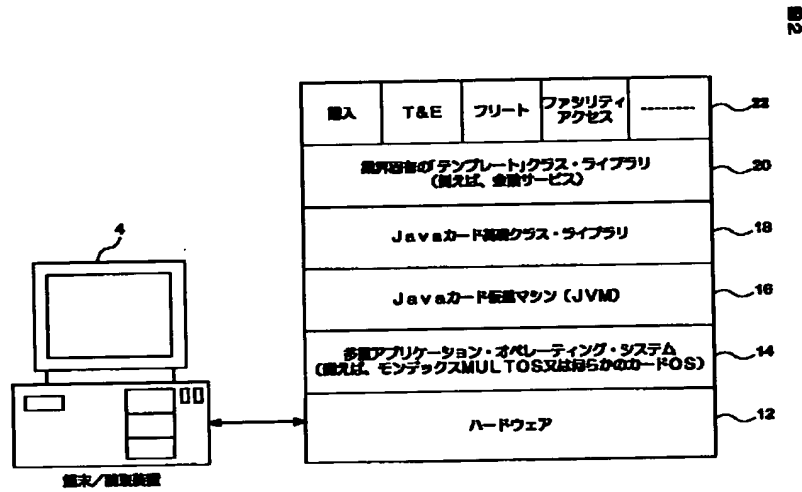 図2
購入
T&E
フリート
ファシリティ
アクセス
--------
22
業界固有の「テンプレート」クラス・ライブラリ
(例えば、金融サービス)
20
Javaカード基礎クラス・ライブラリ
18
Javaカード仮想マシン(JVM)
16
多重アプリケーション・オペレーティング・システム
(例えば、モンデックスMULTOS又は何らかのカードOS)
14
ハードウェア
12
4
端末/読取装置